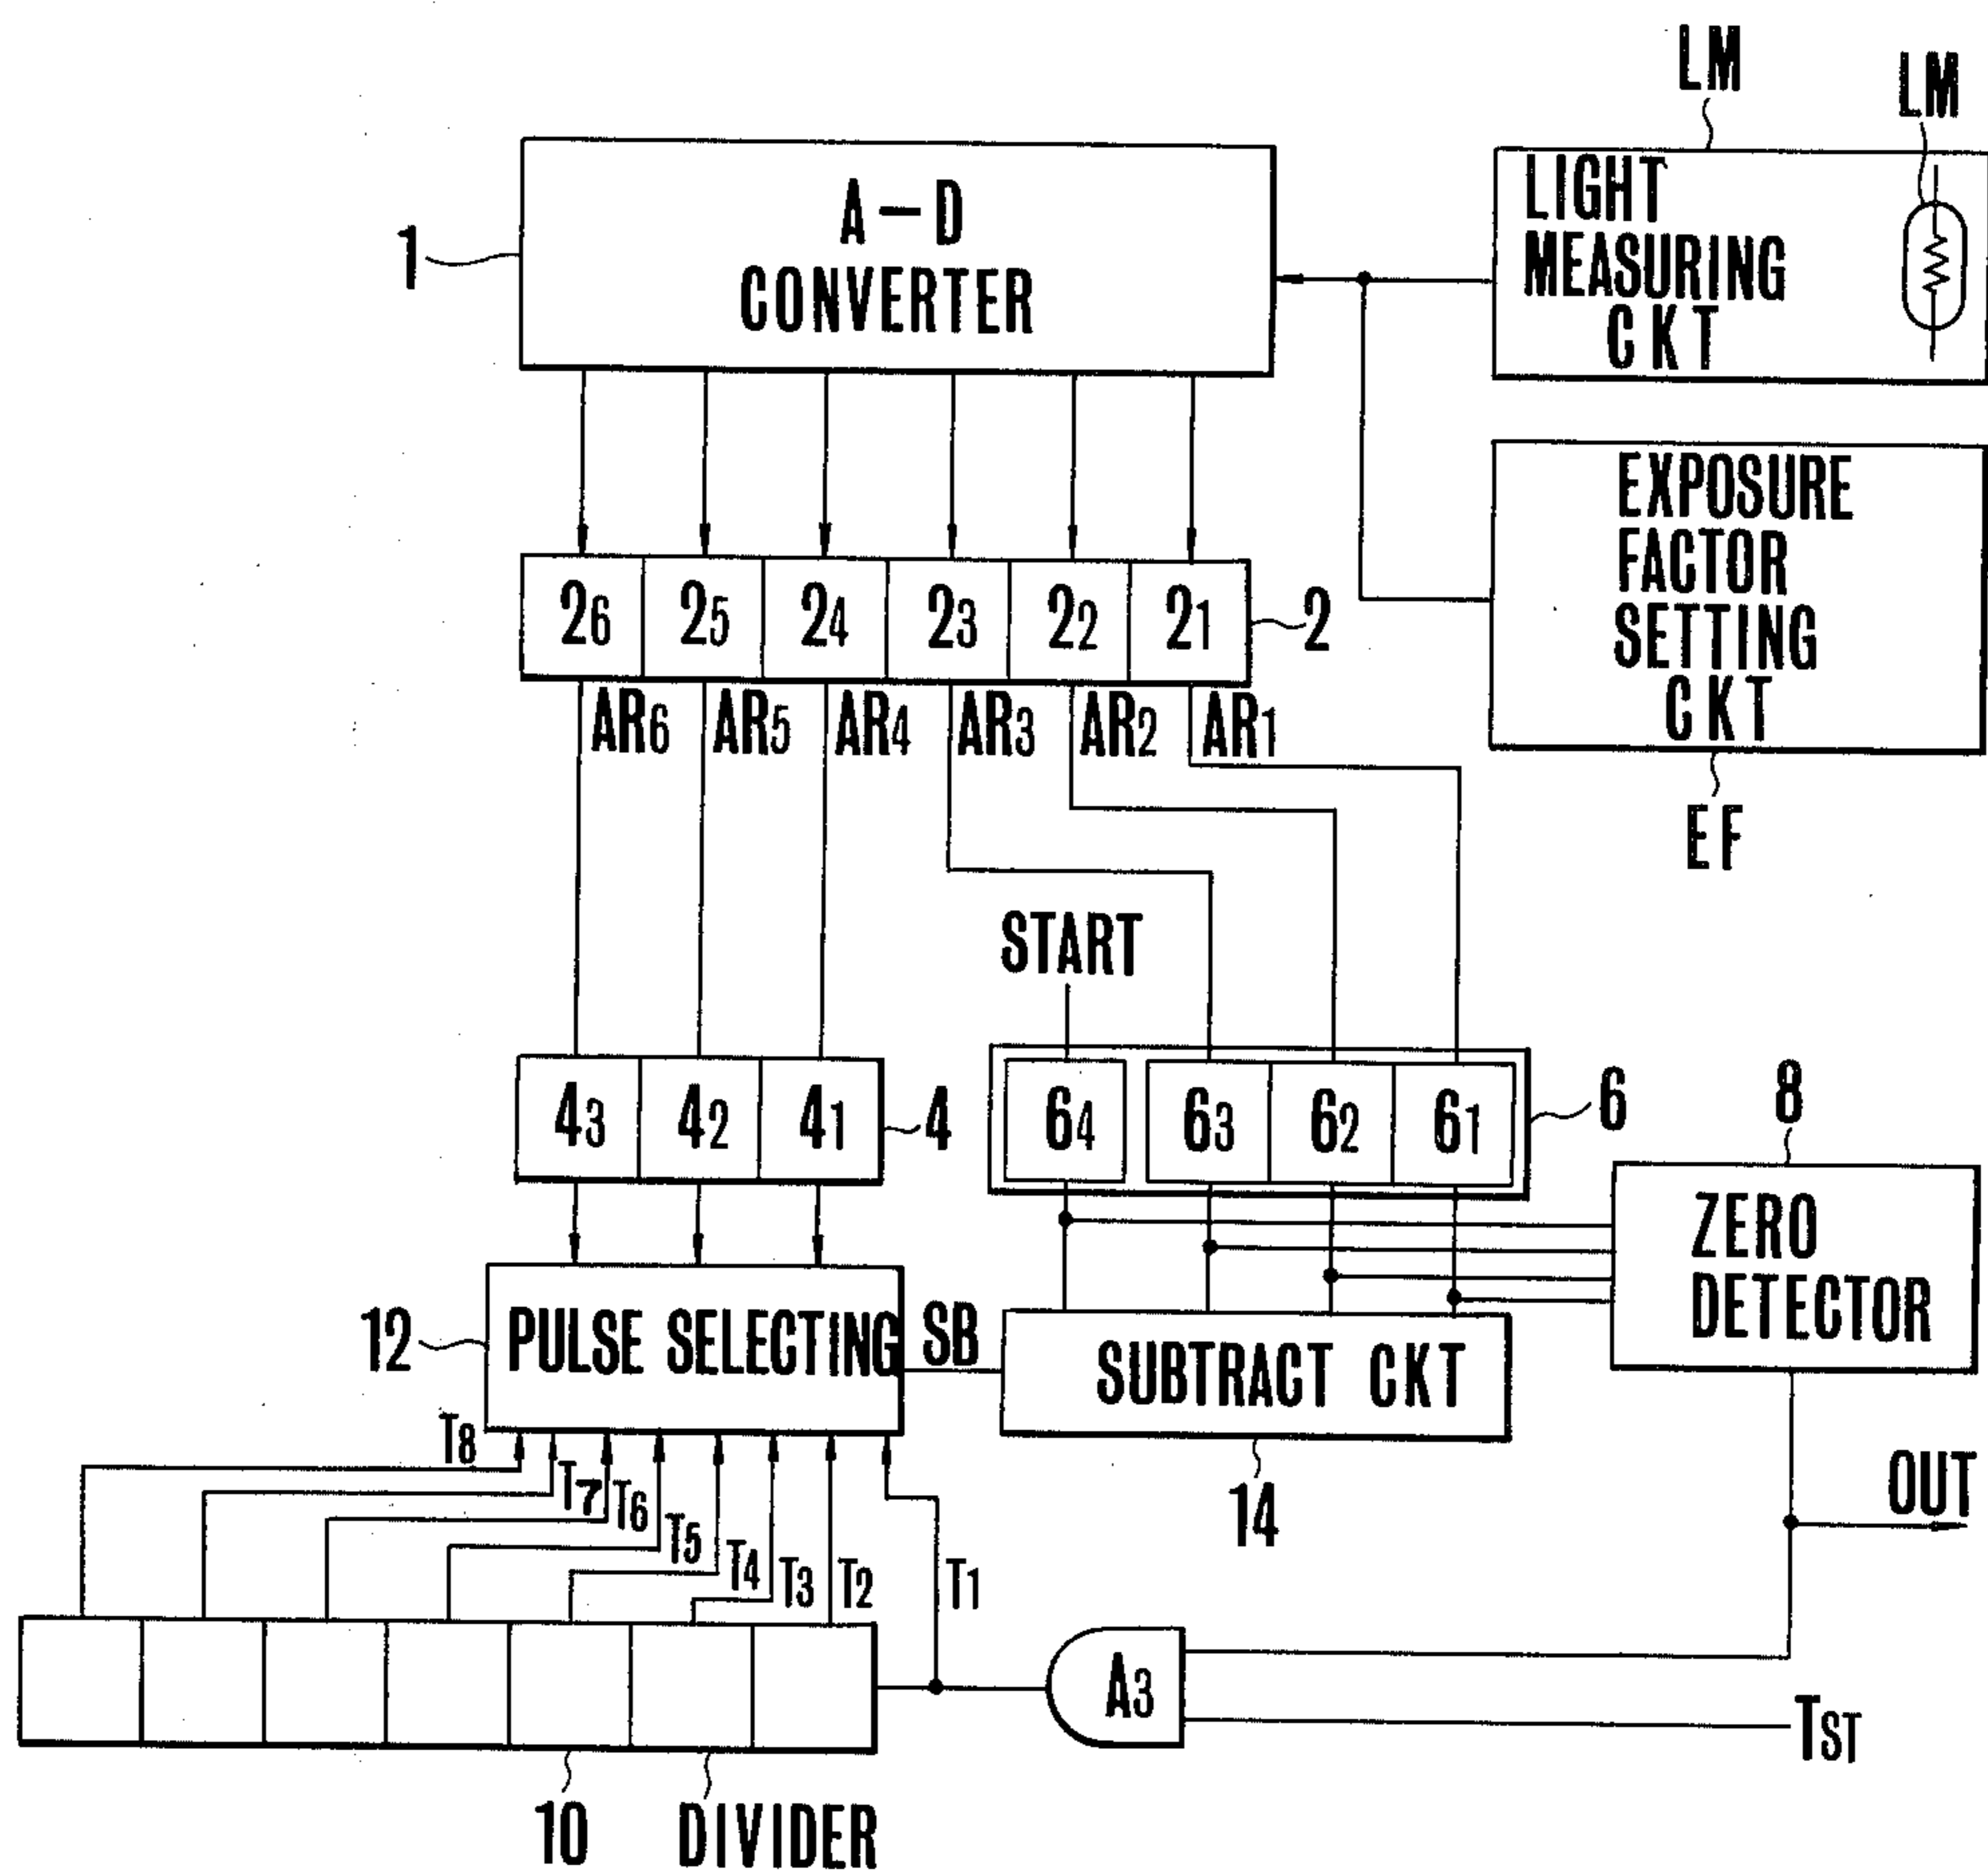 LM
LM
A-D
CONVERTER
1
LIGHT
MEASURING
CKT
26 25 24 23 22 21
2
EXPOSURE
FACTOR
SETTING
CKT
EF
AR6 AR5 AR4 AR3 AR2 AR1
START
43 42 41
4
64 63 62 61
6
8
ZERO
DETECTOR
12
PULSE SELECTING
SB
SUBTRACT CKT
14
OUT
T8 T7 T6 T5 T4 T3 T2 T1
A3
TST
10
DIVIDER